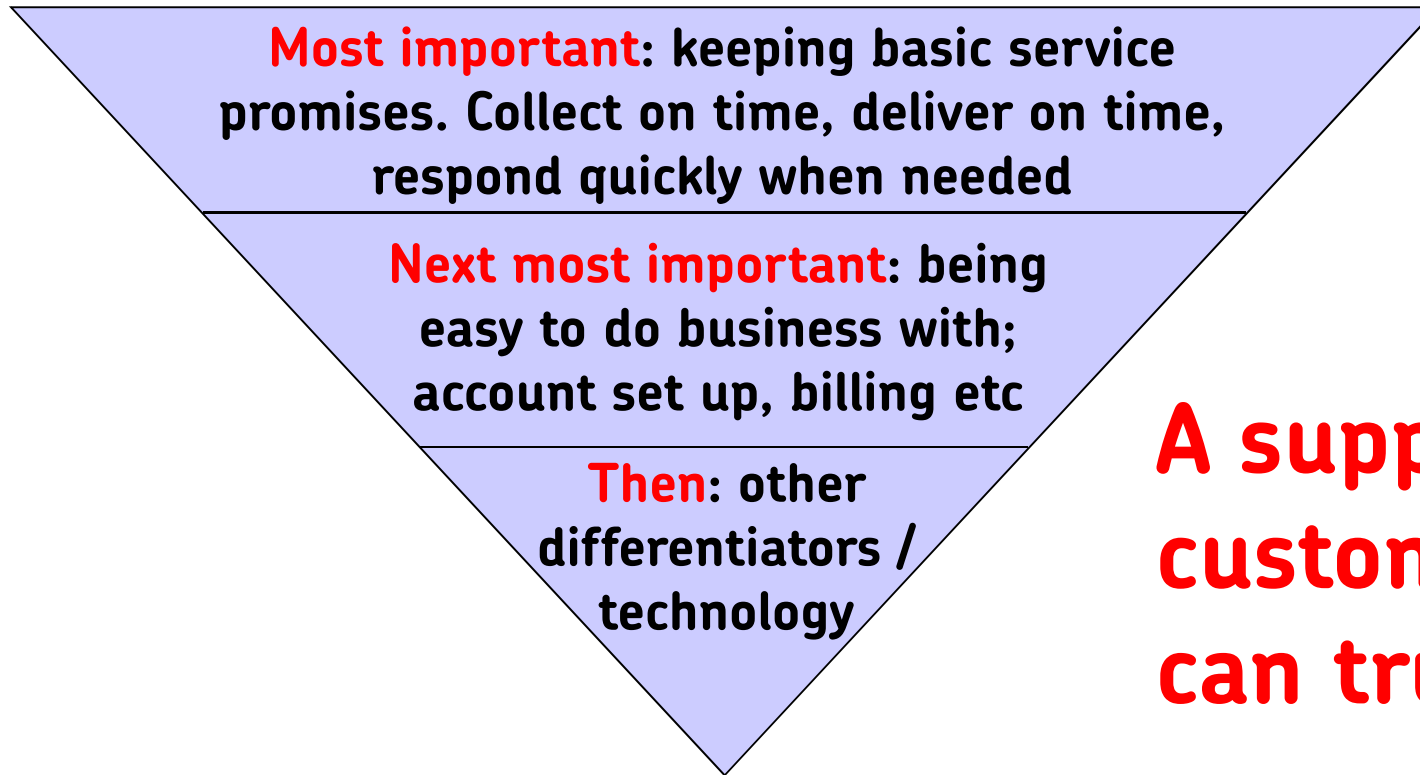 Most important: keeping basic service
promises. Collect on time, deliver on time,
respond quickly when needed
Next most important: being
easy to do business with;
account set up, billing etc
Then: other
differentiators /
technology
A
can